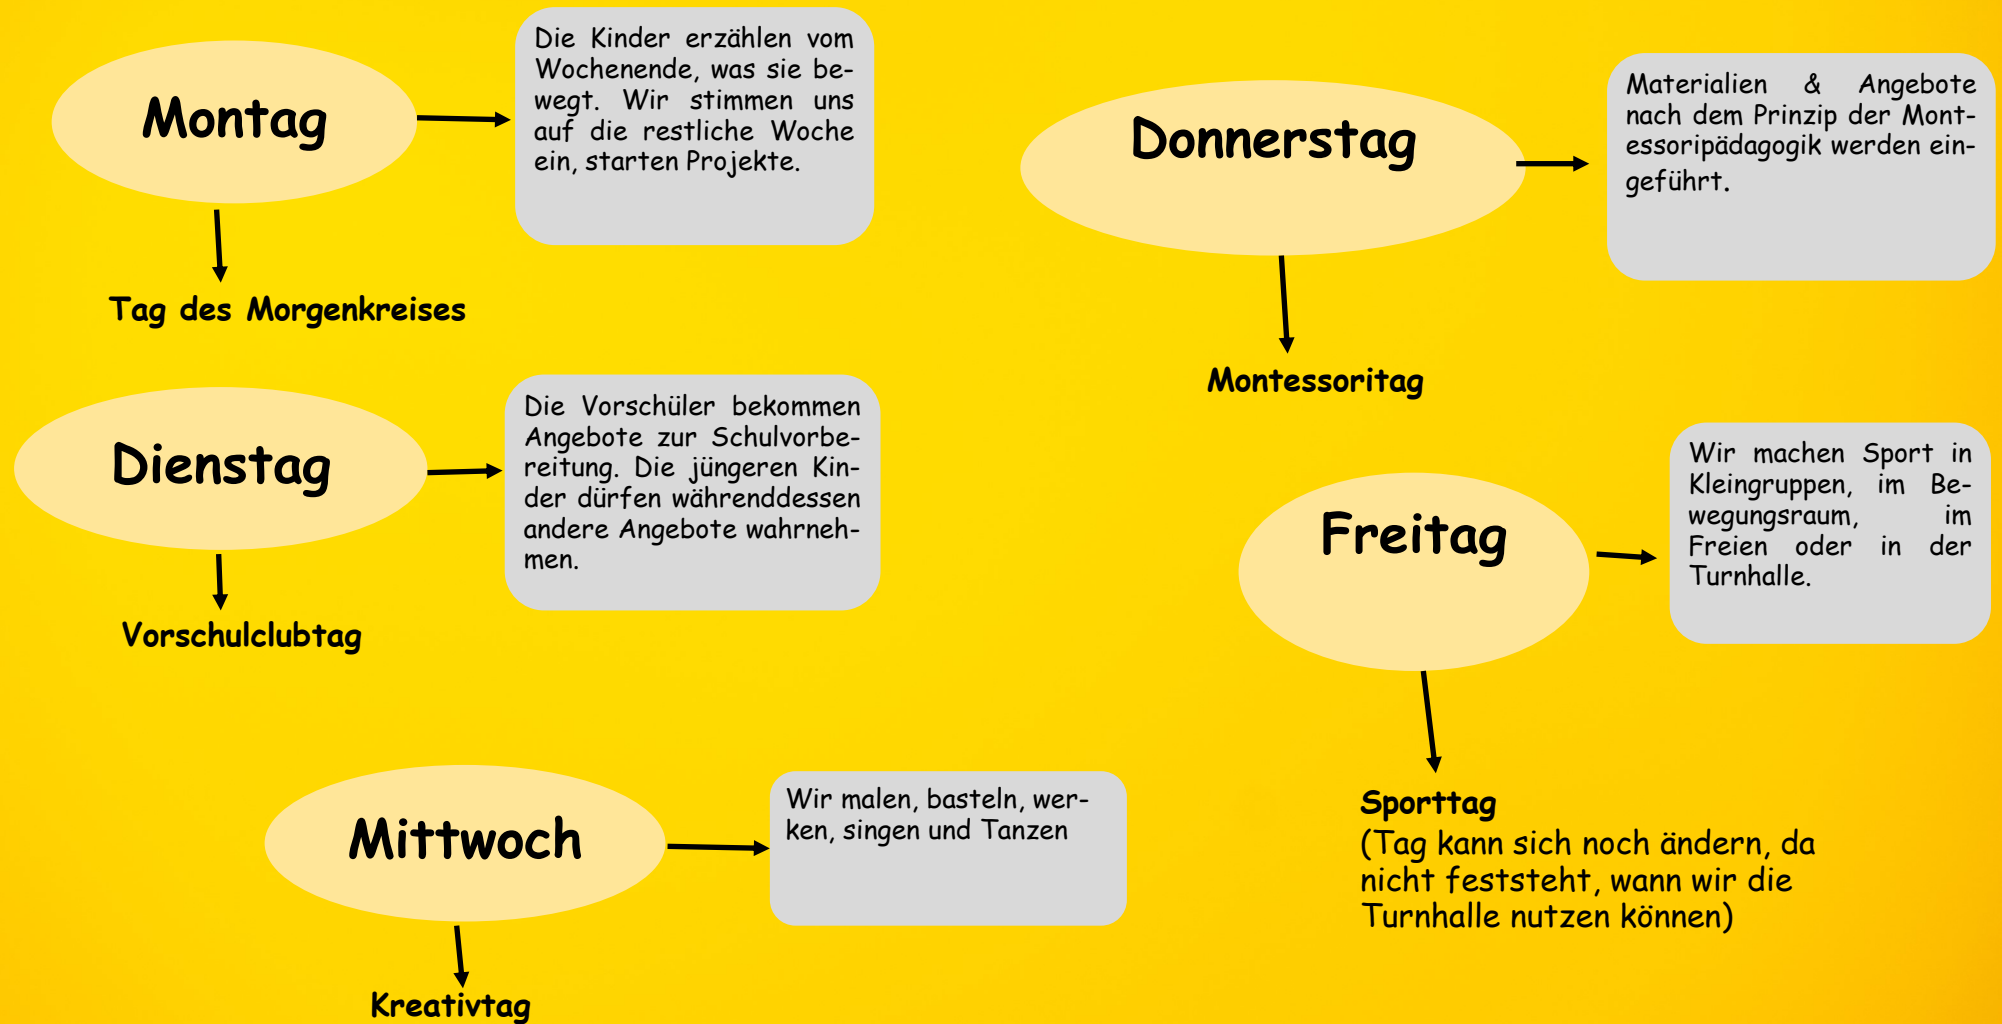 Montag
Die Kinder erzählen vom
Wochenende, was sie be-
wegt. Wir stimmen uns
auf die restliche Woche
ein, starten Projekte.
Tag des Morgenkreises
Dienstag
Die Vorschüler bekommen
Angebote zur Schulvorbe-
reitung. Die jüngeren Kin-
der dürfen währenddessen
andere Angebote wahrneh-
men.
Vorschulclubtag
Mittwoch
Wir malen, basteln, wer-
ken, singen und Tanzen
Kreativtag
Donnerstag
Materialien & Angebote
nach dem Prinzip der Mont-
essoripädagogik werden ein-
geführt.
Montessoritag
Freitag
Wir machen Sport in
Kleingruppen, im Be-
wegungsraum, im
Freien oder in der
Turnhalle.
Sporttag
(Tag kann sich noch ändern, da
nicht feststeht, wann wir die
Turnhalle nutzen können)